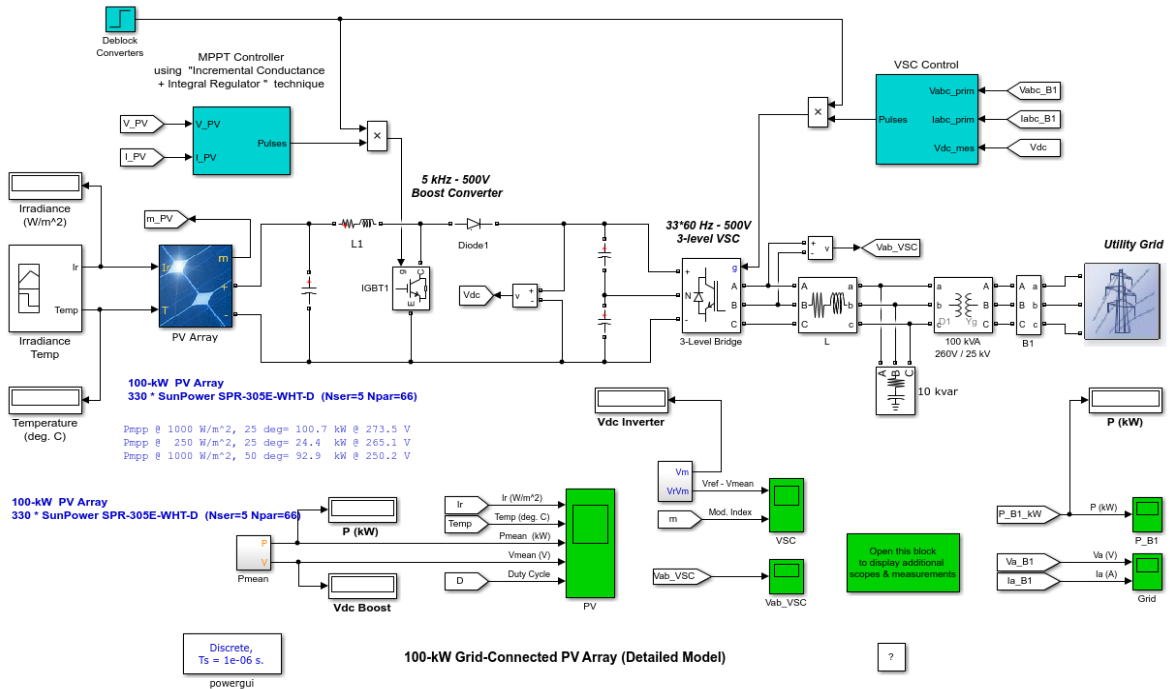 Deblock
Converters
MPPT Controller
using "Incremental Conductance
+ Integral Regulator " technique
V_PV
I_PV
V_PV
I_PV
Pulses
×
VSC Control
Vabc_prim
Iabc_prim
Vdc_mes
Pulses
Vabc_B1
Iabc_B1
Vdc
×
Irradiance
(W/m^2)
m_PV
5 kHz - 500V
Boost Converter
L1
Diode1
IGBT1
g
C
E
Vdc
v
+
-
33*60 Hz - 500V
3-level VSC
g
+
N
-
A
B
C
3-Level Bridge
+
-
v
Vab_VSC
Utility Grid
Ir
Temp
Irradiance
Temp
Ir
T
m
+
-
PV Array
A
B
C
a
b
c
L
a
b
c
D1
Yg
A
B
C
100 kVA
260V / 25 kV
A
B
C
a
b
c
B1
A
B
C
10 kvar
Temperature
(deg. C)
100-kW PV Array
330 * SunPower SPR-305E-WHT-D (Nser=5 Npar=66)
Pmpp @ 1000 W/m^2, 25 deg= 100.7 kW @ 273.5 V
Pmpp @ 250 W/m^2, 25 deg= 24.4 kW @ 265.1 V
Pmpp @ 1000 W/m^2, 50 deg= 92.9 kW @ 250.2 V
Vdc Inverter
P (kW)
100-kW PV Array
330 * SunPower SPR-305E-WHT-D (Nser=5 Npar=66)
P (kW)
P
V
Pmean
Vdc Boost
Ir
Temp
D
Ir (W/m^2)
Temp (deg. C)
Pmean (kW)
Vmean (V)
Duty Cycle
PV
Vm
VrVm
Vref - Vmean
m
Mod. Index
VSC
Vab_VSC
Vab_VSC
Open this block
to display additional
scopes & measurements
P_B1_kW
P (kW)
P_B1
Va_B1
Va (V)
Ia_B1
Ia (A)
Grid
Discrete,
Ts = 1e-06 s.
powergui
100-kW Grid-Connected PV Array (Detailed Model)
?